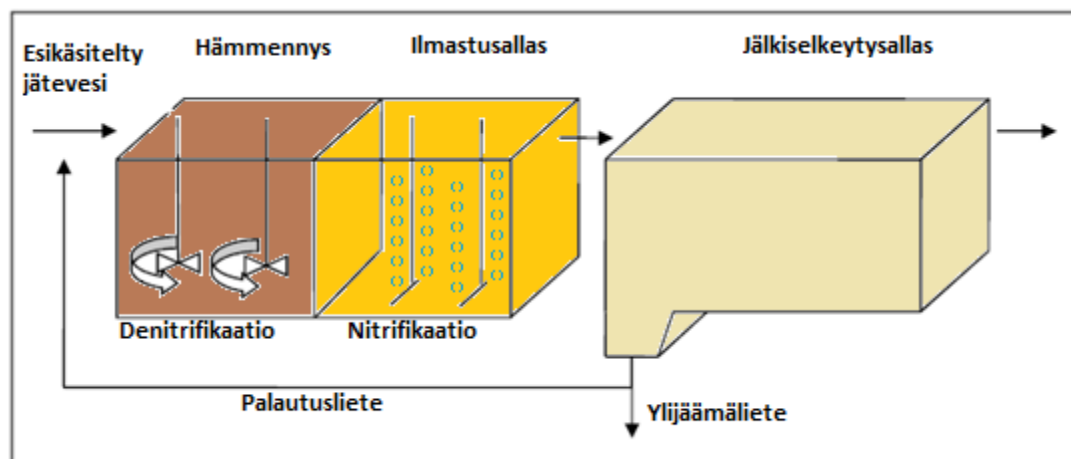 Esikäsitelty
jätevesi
Hämmennys
Ilmastusallas
Jälkiselkeytysallas
Denitrifikaatio
Nitrifikaatio
Palautusliete
Ylijäämäliete